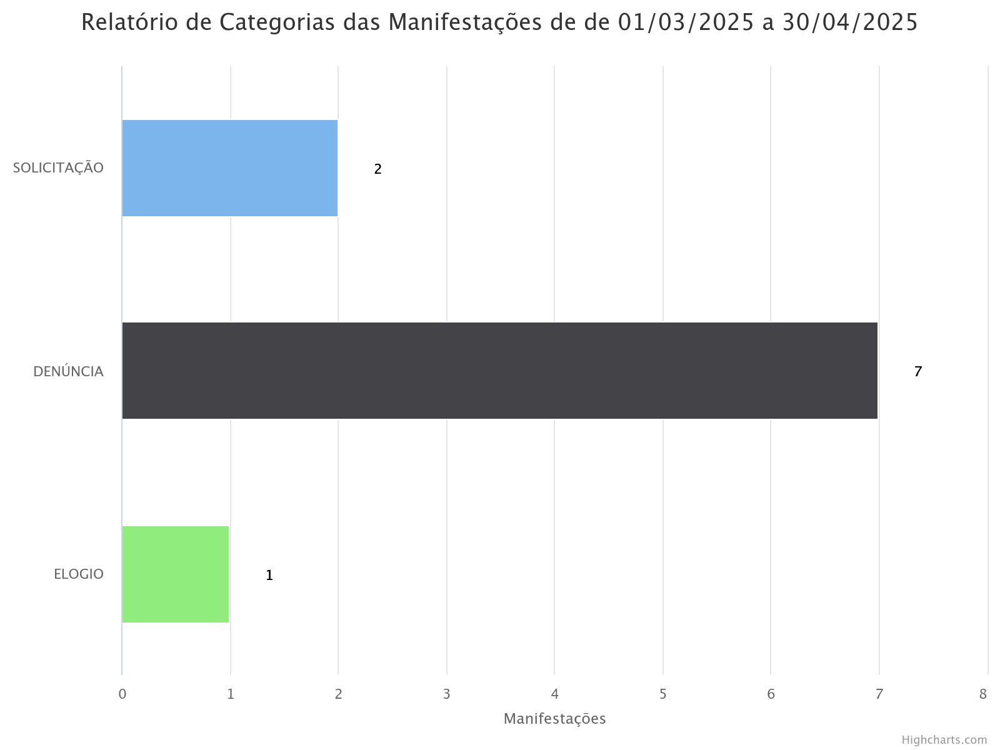 Relatório de Categorias das Manifestações de de 01/03/2025 a 30/04/2025
SOLICITAÇÃO
2
DENÚNCIA
7
ELOGIO
1
0 1 2 3 4 5 6 7 8
Manifestações
Highcharts.com